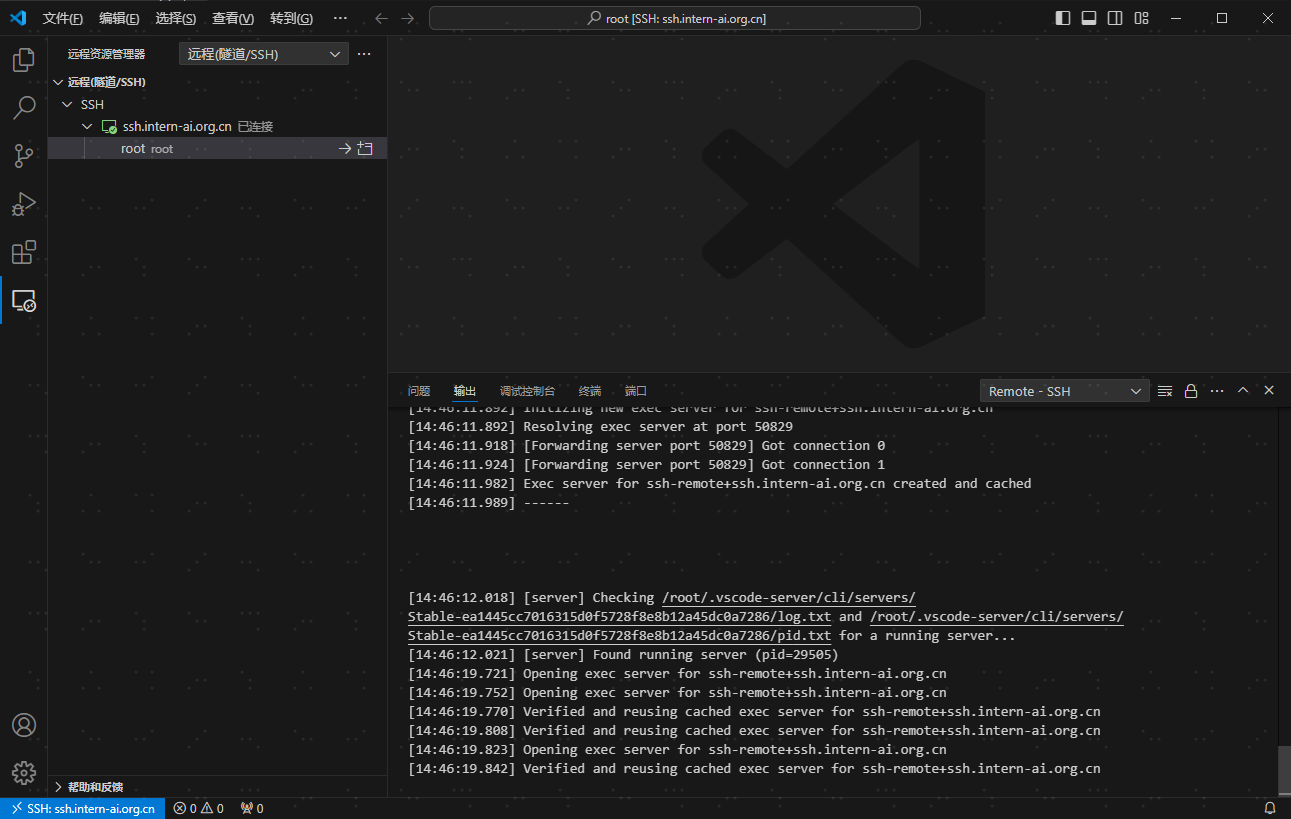 文件(F) 编辑(E) 选择(S) 查看(V) 转到(G) ··· root [SSH: ssh.intern-ai.org.cn]
远程资源管理器 远程(隧道/SSH)
远程(隧道/SSH)
SSH
ssh.intern-ai.org.cn 已连接
root root
问题 输出 调试控制台 终端 端口 Remote - SSH
[14:46:11.892] Initizing new exec server for ssh-remote+ssh.intern-ai.org.cn
[14:46:11.892] Resolving exec server at port 50829
[14:46:11.918] [Forwarding server port 50829] Got connection 0
[14:46:11.924] [Forwarding server port 50829] Got connection 1
[14:46:11.982] Exec server for ssh-remote+ssh.intern-ai.org.cn created and cached
[14:46:11.989] ------
[14:46:12.018] [server] Checking /root/.vscode-server/cli/servers/
Stable-ea1445cc7016315d0f5728f8e8b12a45dc0a7286/log.txt and /root/.vscode-server/cli/servers/
Stable-ea1445cc7016315d0f5728f8e8b12a45dc0a7286/pid.txt for a running server...
[14:46:12.021] [server] Found running server (pid=29505)
[14:46:19.721] Opening exec server for ssh-remote+ssh.intern-ai.org.cn
[14:46:19.752] Opening exec server for ssh-remote+ssh.intern-ai.org.cn
[14:46:19.770] Verified and reusing cached exec server for ssh-remote+ssh.intern-ai.org.cn
[14:46:19.808] Verified and reusing cached exec server for ssh-remote+ssh.intern-ai.org.cn
[14:46:19.823] Opening exec server for ssh-remote+ssh.intern-ai.org.cn
[14:46:19.842] Verified and reusing cached exec server for ssh-remote+ssh.intern-ai.org.cn
帮助和反馈
SSH: ssh.intern-ai.org.cn 0 0 0